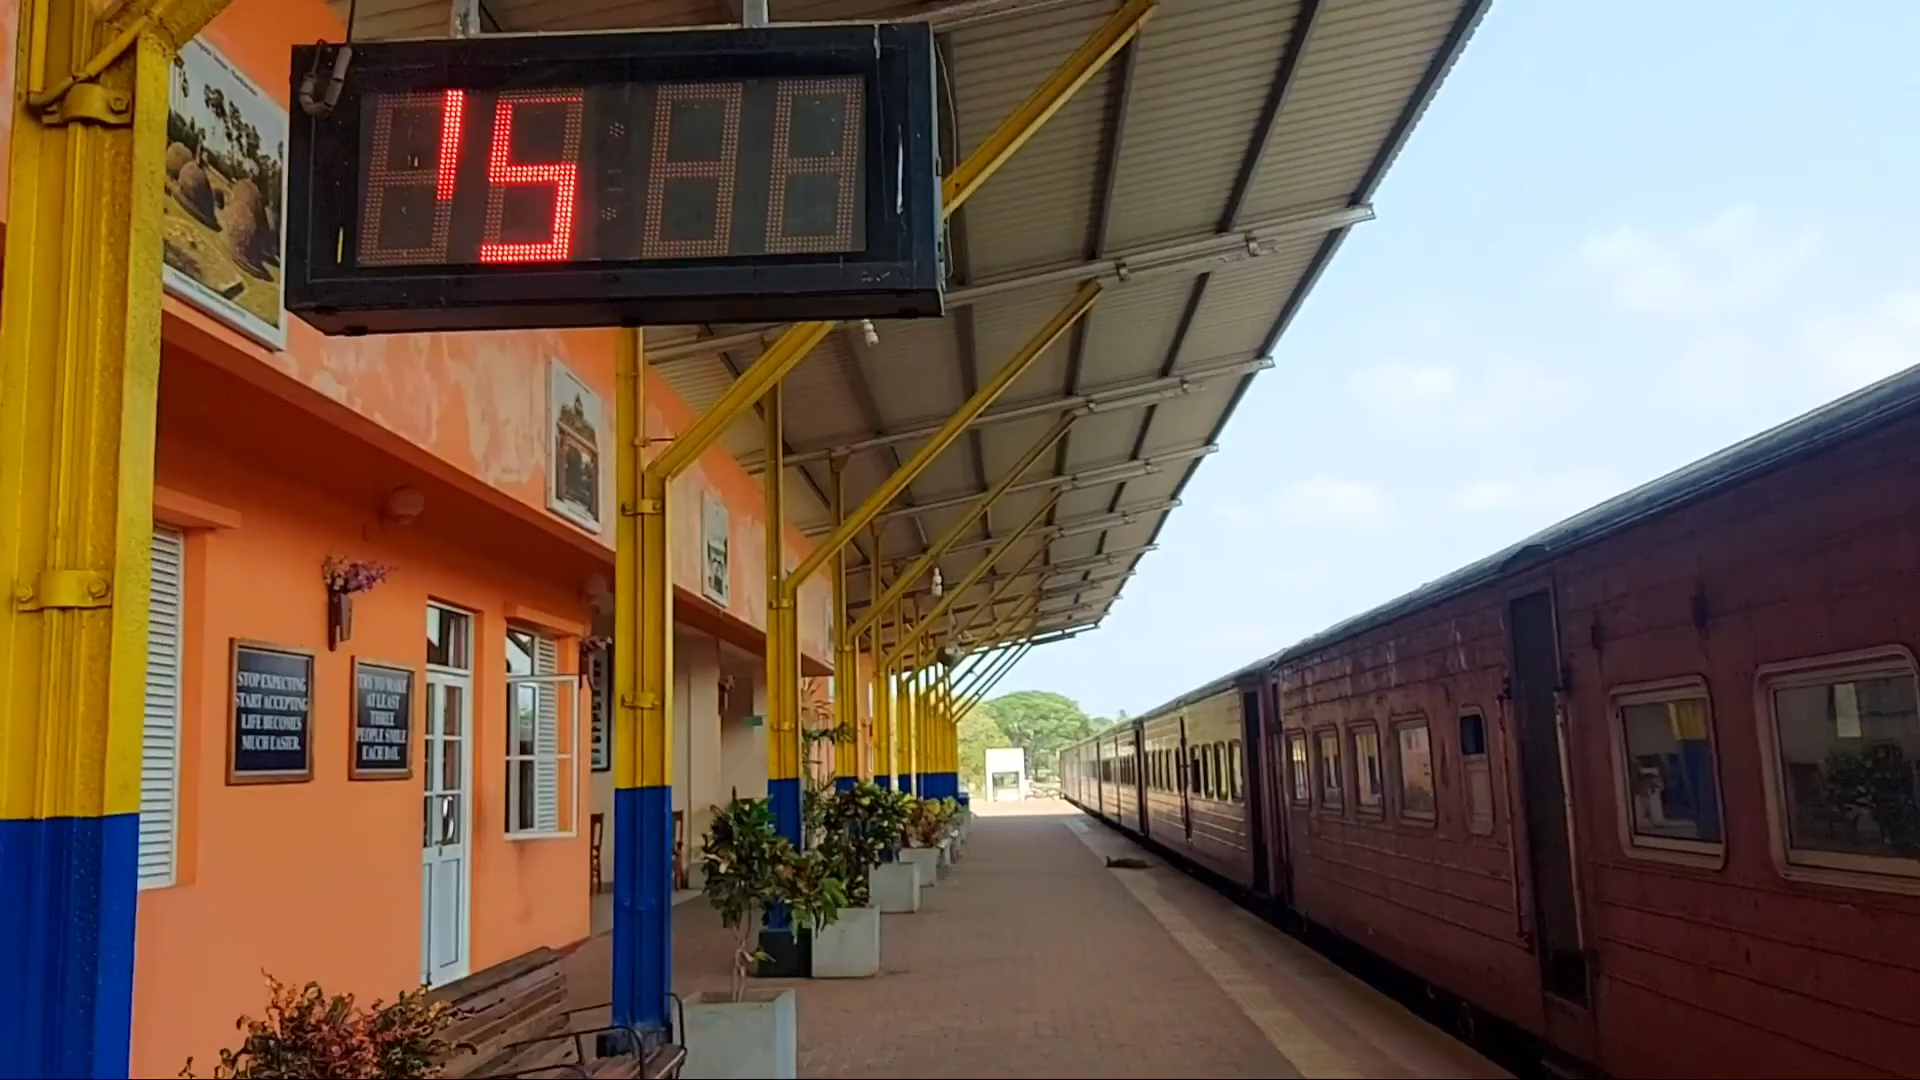 15
STOP EXPECTING
START ACCEPTING
LIFE BECOMES
MUCH EASIER.
TRY TO MAKE
AT LEAST
THREE
PEOPLE SMILE
EACH DAY.